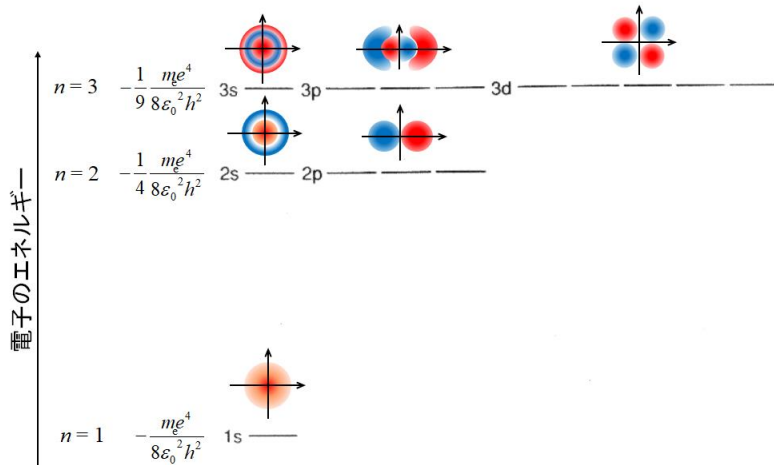 n = 3 −1/9 mₑe⁴/8ε₀²h² 3s 3p 3d
n = 2 −1/4 mₑe⁴/8ε₀²h² 2s 2p
電子のエネルギー
n = 1 −mₑe⁴/8ε₀²h² 1s